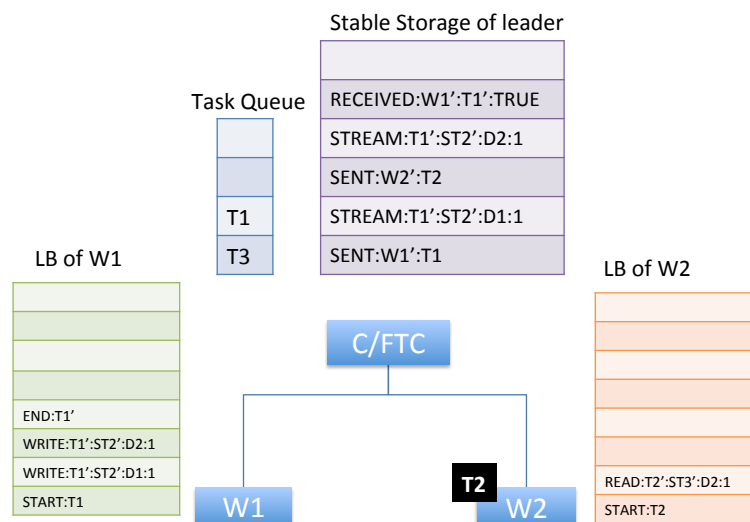 Stable Storage of leader
RECEIVED:W1’:T1’:TRUE
STREAM:T1’:ST2’:D2:1
SENT:W2’:T2
STREAM:T1’:ST2’:D1:1
SENT:W1’:T1
Task Queue
T1
T3
LB of W1
END:T1’
WRITE:T1’:ST2’:D2:1
WRITE:T1’:ST2’:D1:1
START:T1
C/FTC
W1
T2
W2
LB of W2
READ:T2’:ST3’:D2:1
START:T2